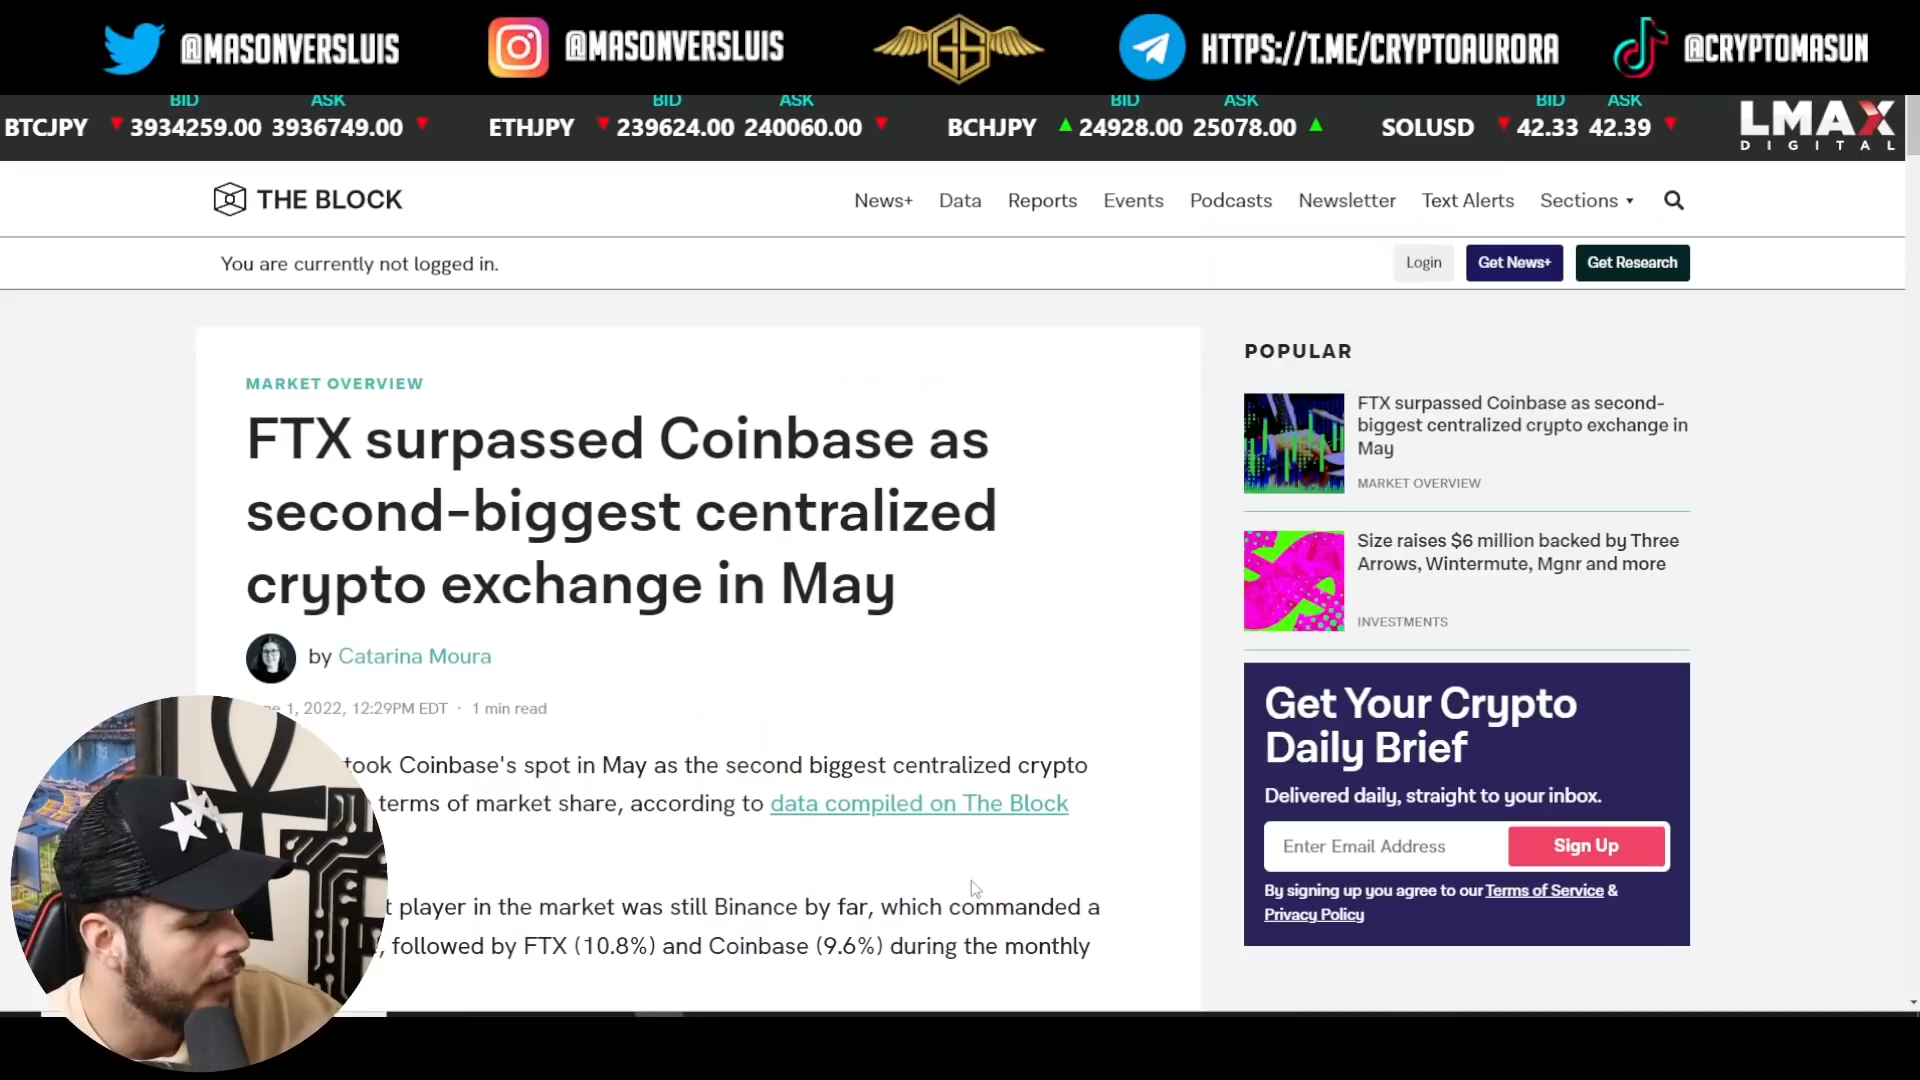 @MASONVERSLUIS @MASONVERSLUIS GS HTTPS://T.ME/CRYPTOAURORA @CRYPTOMASUN
BID ASK BID ASK BID ASK BID ASK
BTCJPY 3934259.00 3936749.00 ETHJPY 239624.00 240060.00 BCHJPY 24928.00 25078.00 SOLUSD 42.33 42.39 LMAX
DIGITAL
THE BLOCK News+ Data Reports Events Podcasts Newsletter Text Alerts Sections
You are currently not logged in. Login Get News+ Get Research
MARKET OVERVIEW
FTX surpassed Coinbase as
second-biggest centralized
crypto exchange in May
by Catarina Moura
1, 2022, 12:29PM EDT · 1 min read
took Coinbase's spot in May as the second biggest centralized crypto
terms of market share, according to data compiled on The Block
player in the market was still Binance by far, which commanded a
, followed by FTX (10.8%) and Coinbase (9.6%) during the monthly
POPULAR
FTX surpassed Coinbase as second-
biggest centralized crypto exchange in
May
MARKET OVERVIEW
Size raises $6 million backed by Three
Arrows, Wintermute, Mgnr and more
INVESTMENTS
Get Your Crypto
Daily Brief
Delivered daily, straight to your inbox.
Enter Email Address Sign Up
By signing up you agree to our Terms of Service &
Privacy Policy